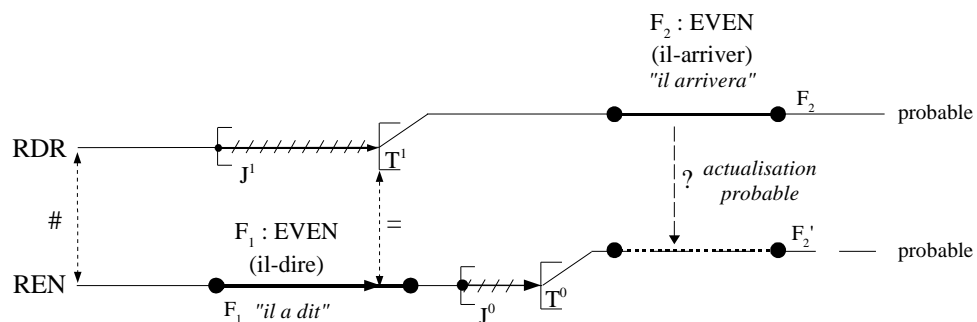 F₂ : EVEN
(il-arriver)
"il arrivera"
F₂
probable
RDR
J¹
T¹
?
actualisation
probable
#
F₁ : EVEN
=
(il-dire)
F₂'
probable
REN
F₁ "il a dit"
J⁰
T⁰